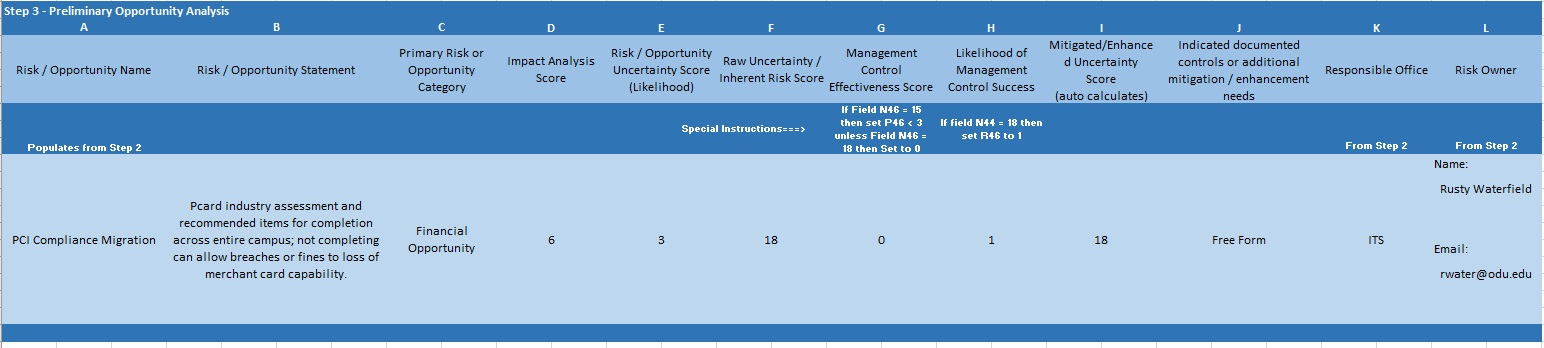 Step 3 - Preliminary Opportunity Analysis
A B C D E F G H I J K L
Risk / Opportunity Name
Risk / Opportunity Statement
Primary Risk or
Opportunity
Category
Impact Analysis
Score
Risk / Opportunity
Uncertainty Score
(Likelihood)
Raw Uncertainty /
Inherent Risk Score
Management
Control
Effectiveness Score
Likelihood of
Management
Control Success
Mitigated/Enhance
d Uncertainty
Score
(auto calculates)
Indicated documented
controls or additional
mitigation / enhancement
needs
Responsible Office
Risk Owner
Populates from Step 2
Special Instructions===>
If Field N46 = 15
then set P46 < 3
unless Field N46 =
18 then Set to 0
If field N44 = 18 then
set R46 to 1
From Step 2
From Step 2
PCI Compliance Migration
Pcard industry assessment and
recommended items for completion
across entire campus; not completing
can allow breaches or fines to loss of
merchant card capability.
Financial
Opportunity
6
3
18
0
1
18
Free Form
ITS
Name:
Rusty Waterfield
Email:
rwater@odu.edu